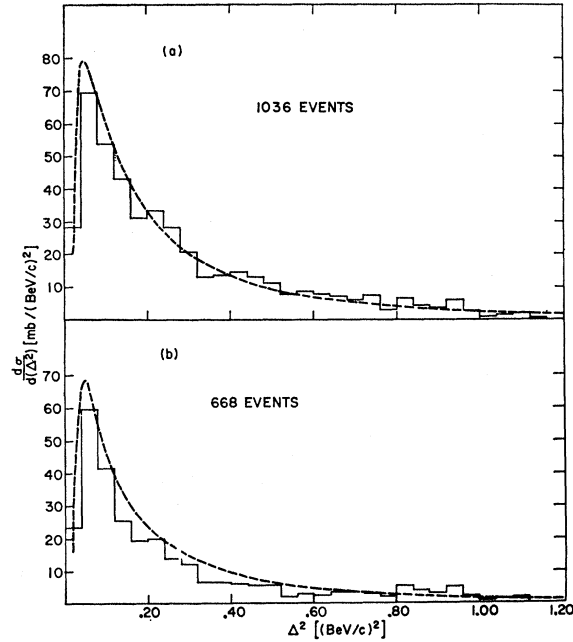 (a)
1036 EVENTS
80
70
60
50
40
30
20
10
dσ
d(Δ²) [mb/(BeV/c)²]
(b)
668 EVENTS
70
60
50
40
30
20
10
.20 .40 .60 .80 1.00 1.20
Δ² [(BeV/c)²]